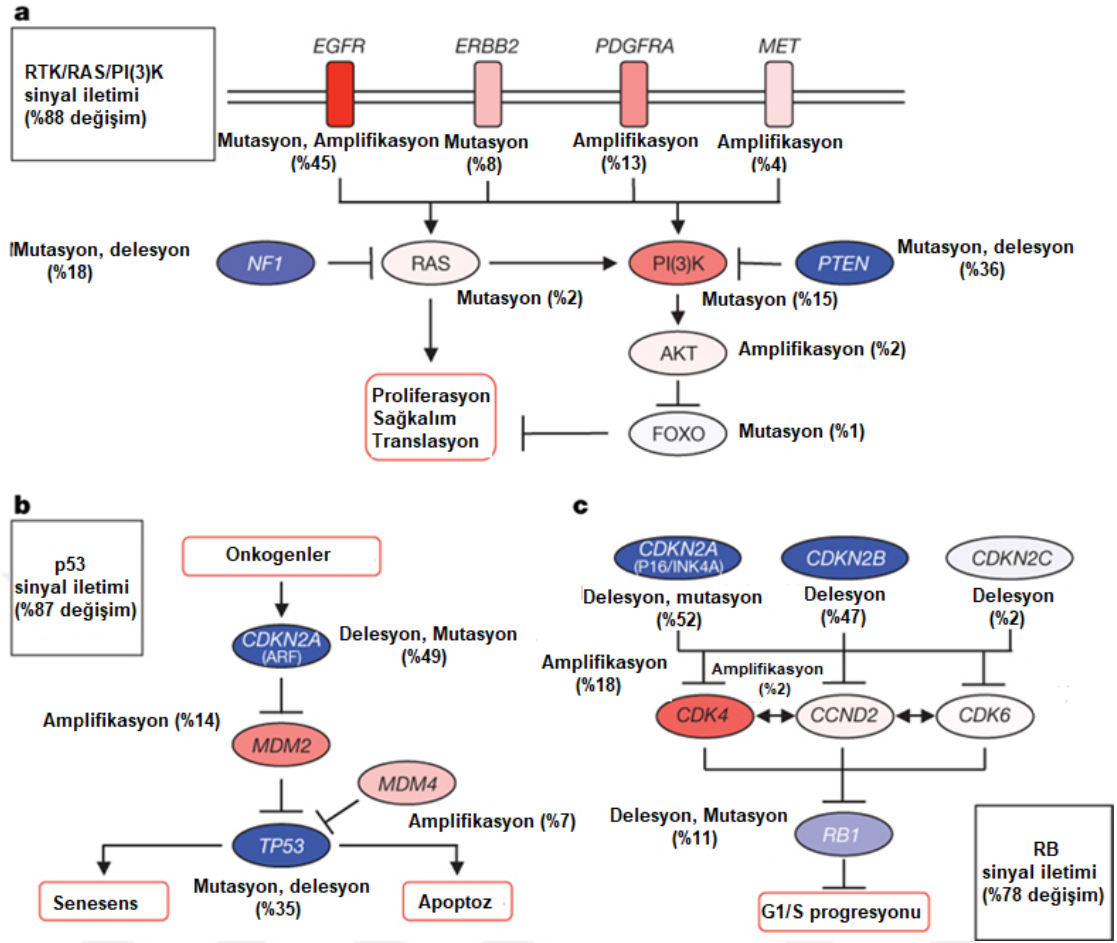 a
RTK/RAS/PI(3)K
sinyal iletimi
(%88 değişim)
EGFR
ERBB2
PDGFRA
MET
Mutasyon, Amplifikasyon
(%45)
Mutasyon
(%8)
Amplifikasyon
(%13)
Amplifikasyon
(%4)
Mutasyon, delesyon
(%18)
NF1
RAS
PI(3)K
PTEN
Mutasyon, delesyon
(%36)
Mutasyon (%2)
Mutasyon (%15)
AKT
Amplifikasyon (%2)
Proliferasyon
Sağkalım
Translasyon
FOXO
Mutasyon (%1)
b
p53
sinyal iletimi
(%87 değişim)
Onkogenler
CDKN2A
(ARF)
Delesyon, Mutasyon
(%49)
Amplifikasyon (%14)
MDM2
MDM4
Amplifikasyon (%7)
TP53
Mutasyon, delesyon
(%35)
Senesens
Apoptoz
c
CDKN2A
(P16/INK4A)
CDKN2B
CDKN2C
Delesyon, mutasyon
(%52)
Delesyon
(%47)
Delesyon
(%2)
Amplifikasyon
(%18)
Amplifikasyon
(%2)
CDK4
CCND2
CDK6
Delesyon, Mutasyon
(%11)
RB1
G1/S progresyonu
RB
sinyal iletimi
(%78 değişim)